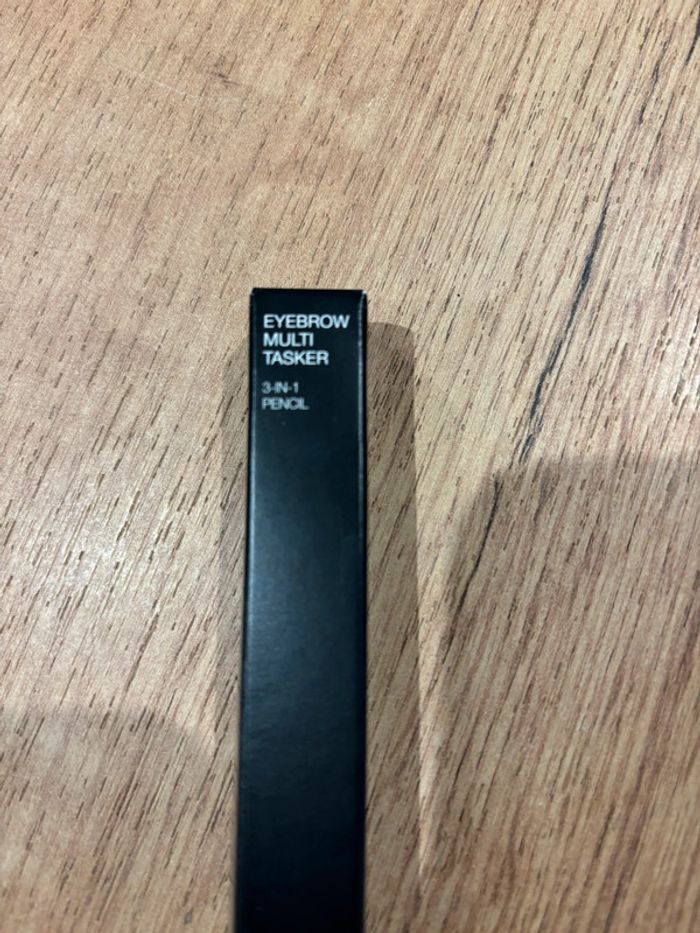 EYEBROW
MULTI
TASKER
3-IN-1
PENCIL